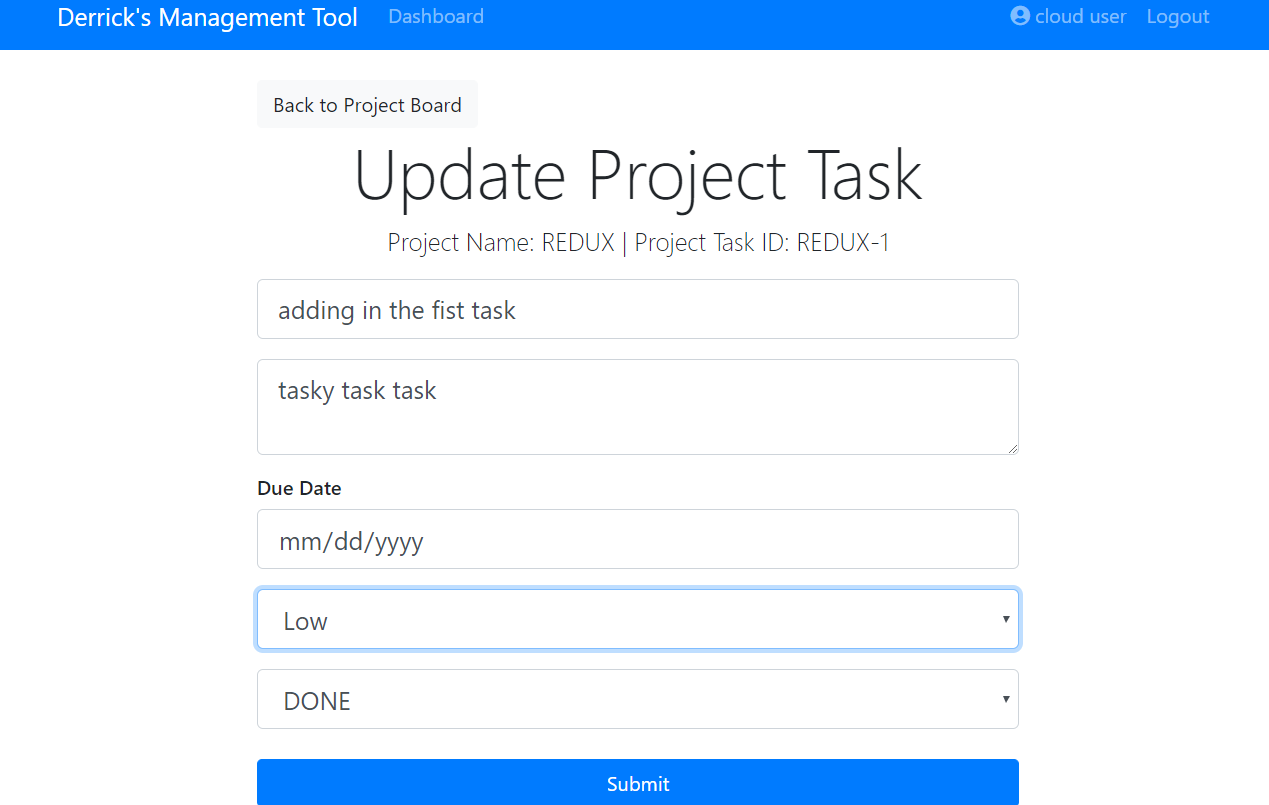 Derrick's Management Tool Dashboard cloud user Logout
Back to Project Board
Update Project Task
Project Name: REDUX | Project Task ID: REDUX-1
adding in the fist task
tasky task task
Due Date
mm/dd/yyyy
Low
DONE
Submit